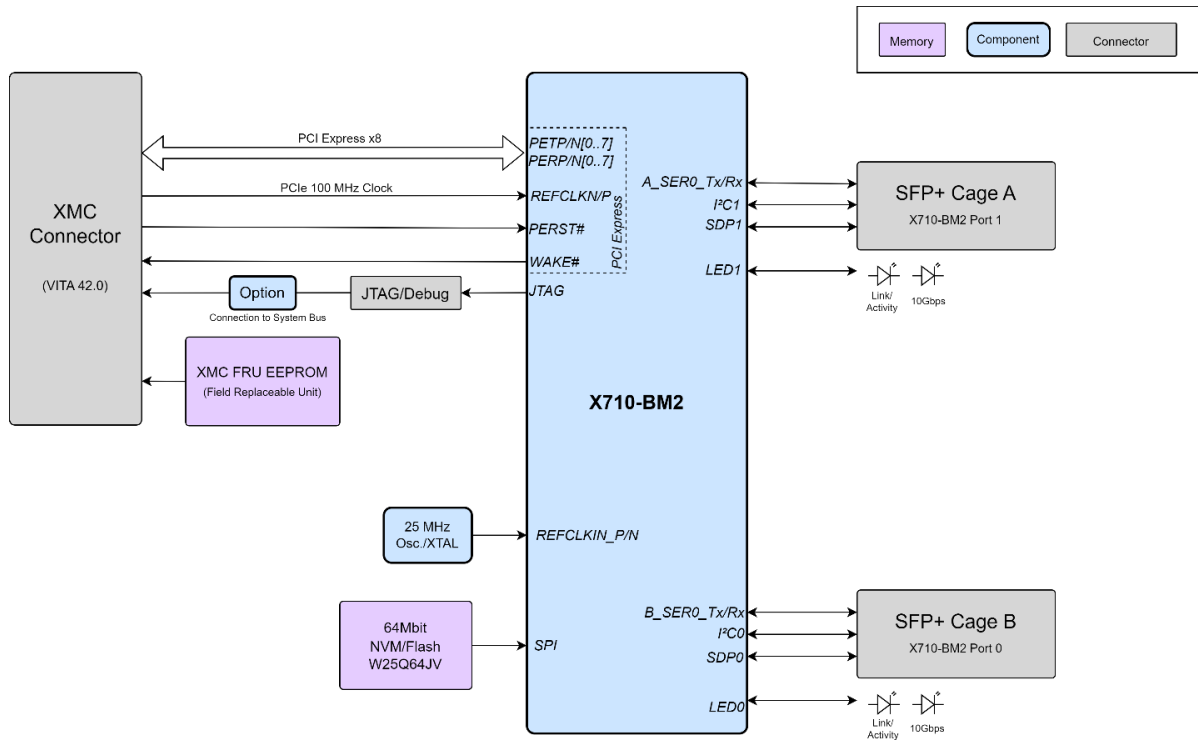 Memory
Component
Connector
XMC
Connector
(VITA 42.0)
PCI Express x8
PCIe 100 MHz Clock
Option
Connection to System Bus
JTAG/Debug
XMC FRU EEPROM
(Field Replaceable Unit)
PETP/N[0..7]
PERP/N[0..7]
REFCLKN/P
PERST#
WAKE#
PCI Express
JTAG
X710-BM2
25 MHz
Osc./XTAL
REFCLKIN_P/N
64Mbit
NVM/Flash
W25Q64JV
SPI
A_SER0_Tx/Rx
I²C1
SDP1
LED1
SFP+ Cage A
X710-BM2 Port 1
Link/
Activity
10Gbps
B_SER0_Tx/Rx
I²C0
SDP0
LED0
SFP+ Cage B
X710-BM2 Port 0
Link/
Activity
10Gbps